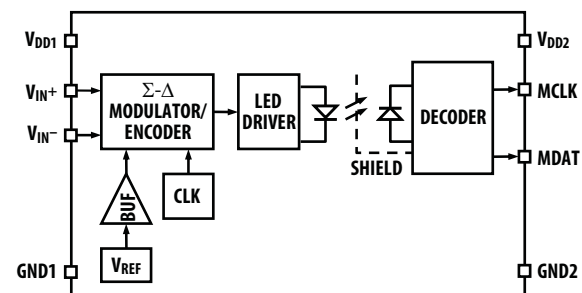 VDD1
VDD2
VIN+
VIN–
Σ-Δ
MODULATOR/
ENCODER
LED
DRIVER
SHIELD
DECODER
MCLK
MDAT
BUF
CLK
VREF
GND1
GND2